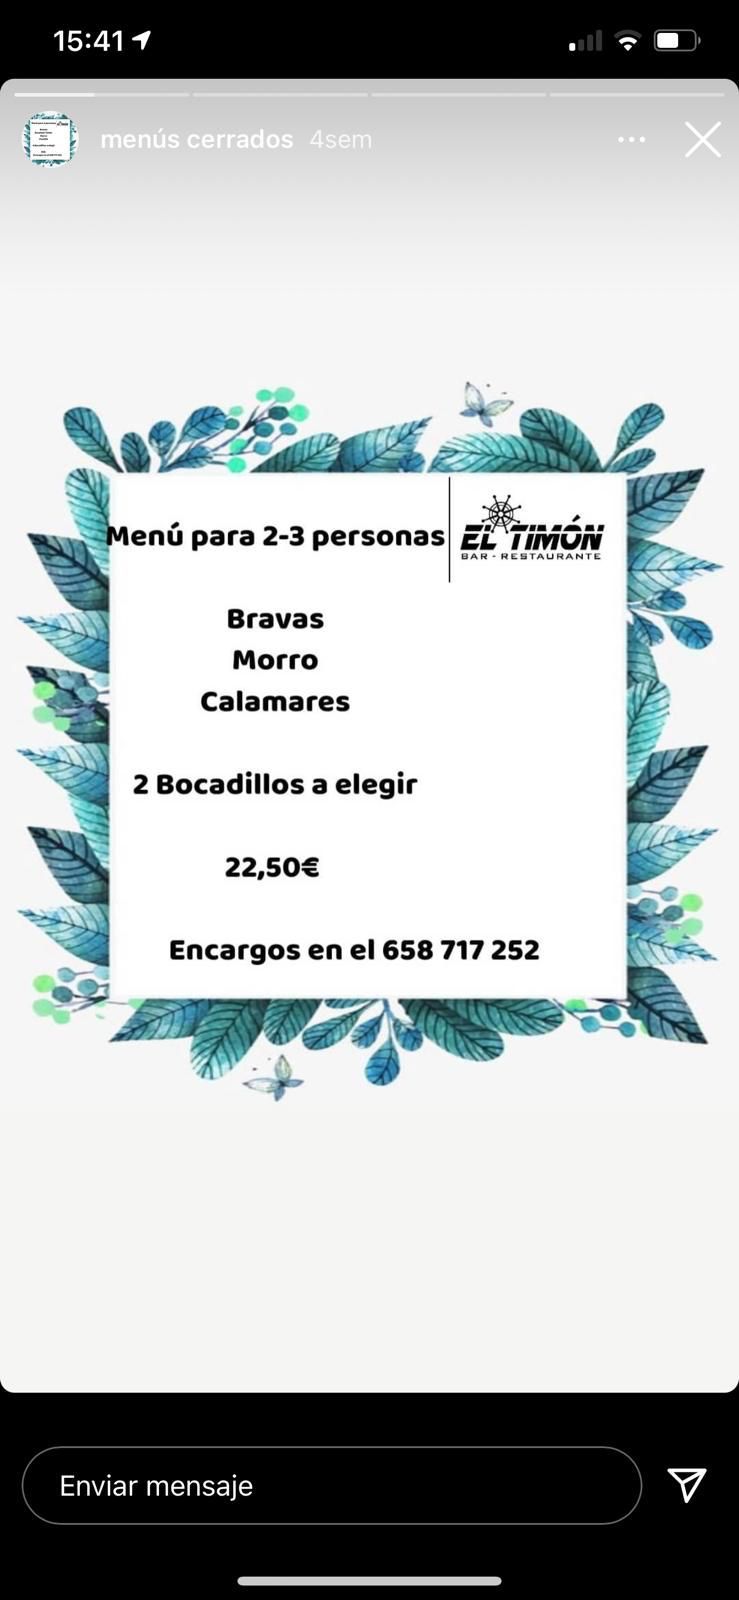 15:41
menús cerrados 4sem
Menú para 2-3 personas
EL TIMÓN
BAR - RESTAURANTE
Bravas
Morro
Calamares
2 Bocadillos a elegir
22,50€
Encargos en el 658 717 252
Enviar mensaje